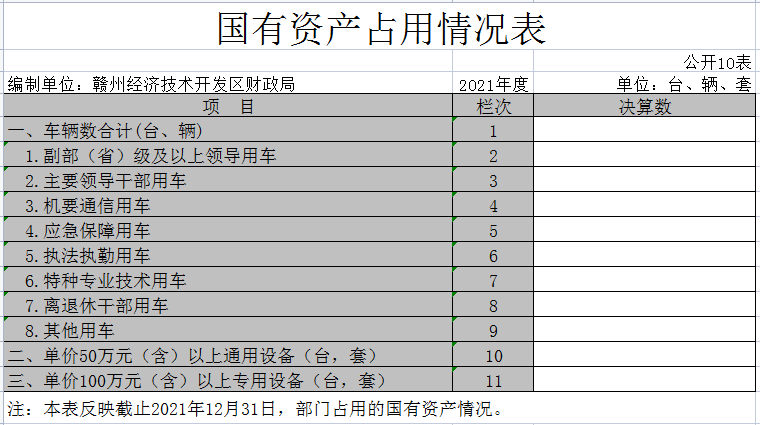 国有资产占用情况表
公开10表
编制单位：赣州经济技术开发区财政局 2021年度 单位：台、辆、套
项 目 栏次 决算数
一、车辆数合计(台、辆) 1
1.副部（省）级及以上领导用车 2
2.主要领导干部用车 3
3.机要通信用车 4
4.应急保障用车 5
5.执法执勤用车 6
6.特种专业技术用车 7
7.离退休干部用车 8
8.其他用车 9
二、单价50万元（含）以上通用设备（台，套） 10
三、单价100万元（含）以上专用设备（台，套） 11
注：本表反映截止2021年12月31日，部门占用的国有资产情况。